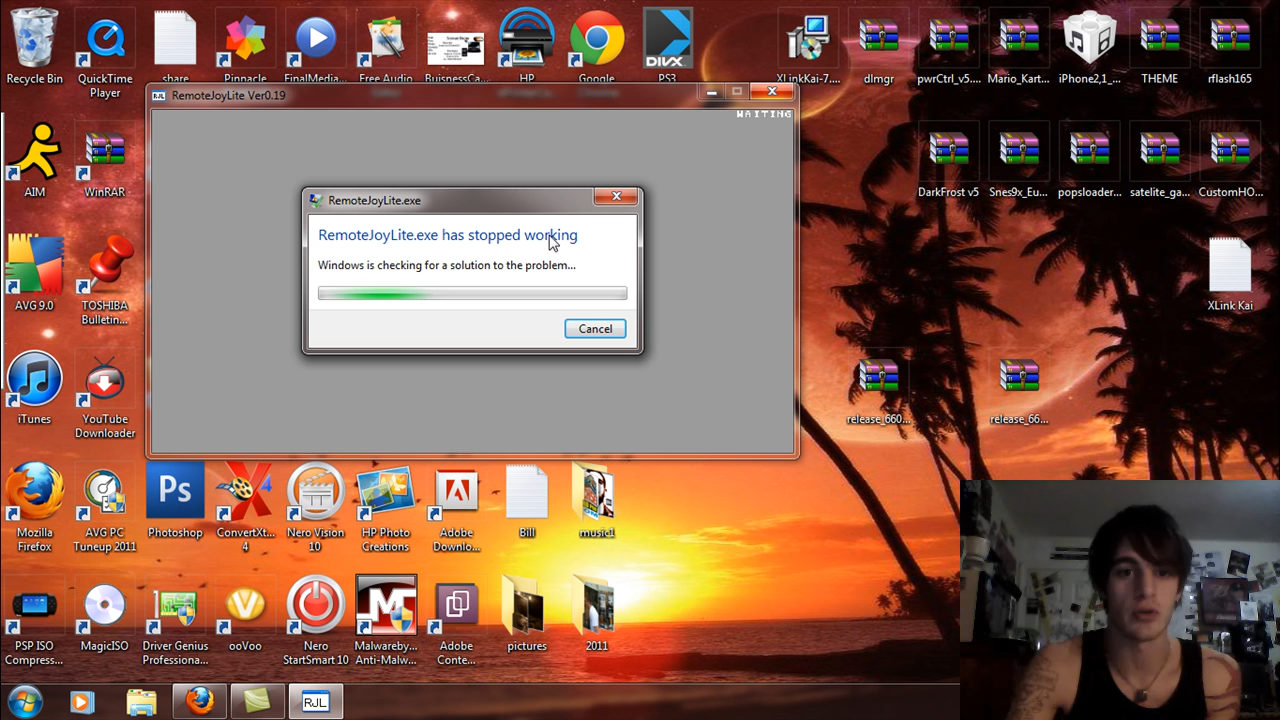 Recycle Bin
QuickTime
Player
share
Pinnacle
FinalMedia...
Free Audio
BuisnessCa...
HP
Google
DIVX
PS3
XLinkKai-7....
dlmgr
pwrCtrl_v5....
Mario_Kart...
iPhone2,1_...
THEME
rflash165
RJL
RemoteJoyLite Ver0.19
WAITING
AIM
WinRAR
DarkFrost v5
Snes9x_Eu...
popsloader...
satelite_ga...
CustomHO...
RemoteJoyLite.exe
RemoteJoyLite.exe has stopped working
Windows is checking for a solution to the problem...
Cancel
AVG 9.0
TOSHIBA
Bulletin...
XLink Kai
iTunes
YouTube
Downloader
release_660...
release_66...
Ps
4
Mozilla
Firefox
AVG PC
Tuneup 2011
Photoshop
ConvertXt...
4
Nero Vision
10
HP Photo
Creations
Adobe
Downlo...
Bill
music1
PSP ISO
Compress...
MagicISO
Driver Genius
Professiona...
ooVoo
Nero
StartSmart 10
Malwareby...
Anti-Malw...
Adobe
Conte...
pictures
2011
RJL